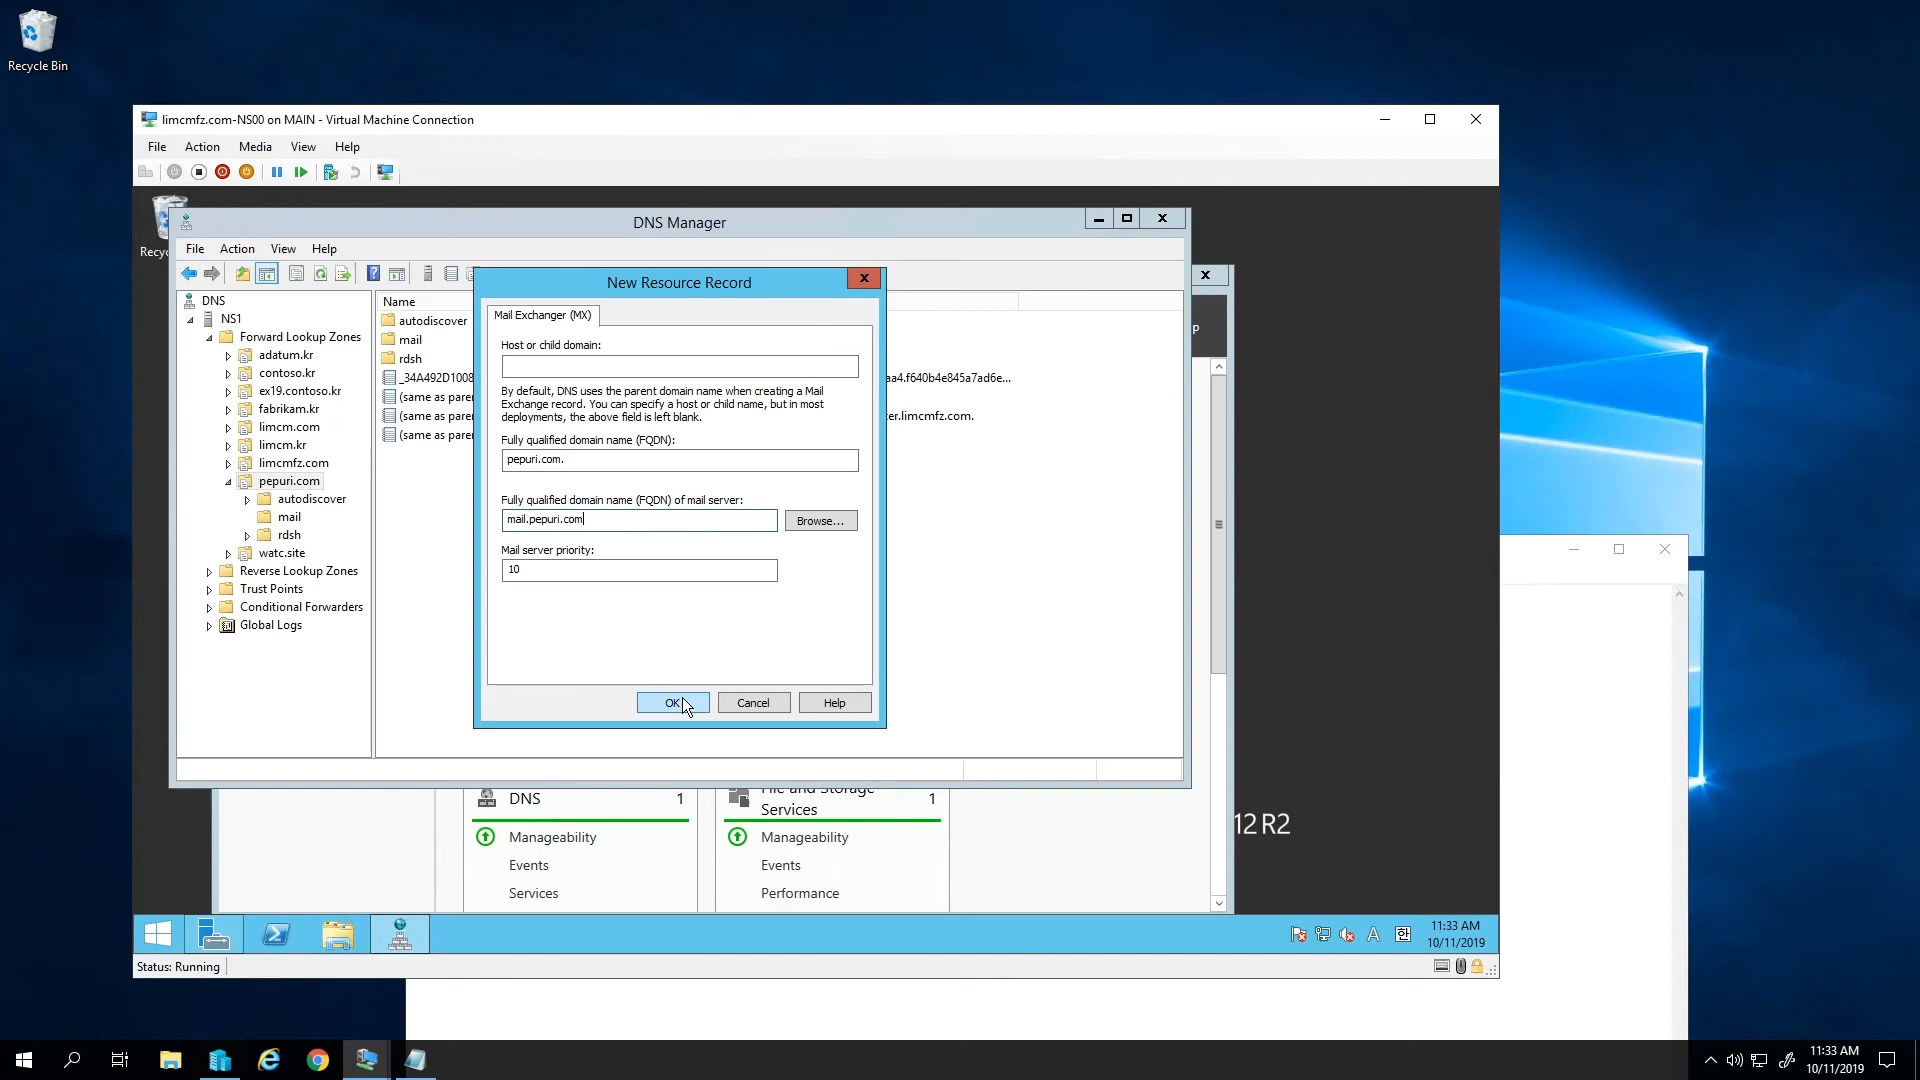 Recycle Bin
limcmfz.com-NS00 on MAIN - Virtual Machine Connection
File Action Media View Help
DNS Manager
File Action View Help
DNS
NS1
Forward Lookup Zones
adatum.kr
contoso.kr
ex19.contoso.kr
fabrikam.kr
limcm.com
limcm.kr
limcmfz.com
pepuri.com
autodiscover
mail
rdsh
watc.site
Reverse Lookup Zones
Trust Points
Conditional Forwarders
Global Logs
Name
autodiscover
mail
rdsh
_34A492D1008
aa4.f640b4e845a7ad6e...
(same as pare
(same as pare
er.limcmfz.com.
(same as pare
New Resource Record
Mail Exchanger (MX)
Host or child domain:
By default, DNS uses the parent domain name when creating a Mail
Exchange record. You can specify a host or child name, but in most
deployments, the above field is left blank.
Fully qualified domain name (FQDN):
pepuri.com.
Fully qualified domain name (FQDN) of mail server:
mail.pepuri.com
Browse...
Mail server priority:
10
OK Cancel Help
p
DNS 1
Manageability
Events
Services
File and Storage
Services 1
Manageability
Events
Performance
12 R2
A 한
11:33 AM
10/11/2019
Status: Running
11:33 AM
10/11/2019